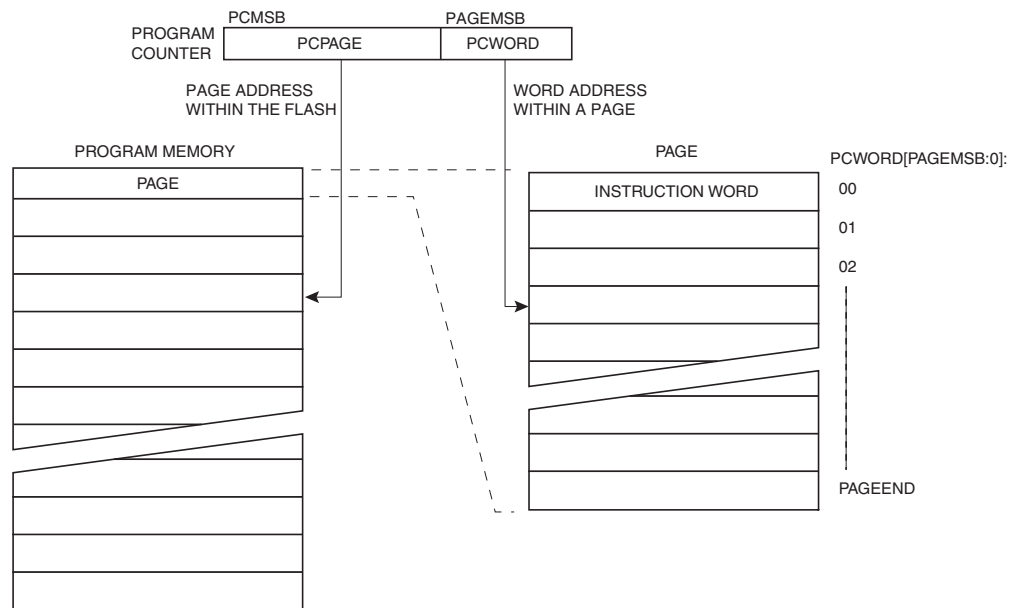 PCMSB
PAGEMSB
PROGRAM
COUNTER
PCPAGE
PCWORD
PAGE ADDRESS
WITHIN THE FLASH
WORD ADDRESS
WITHIN A PAGE
PROGRAM MEMORY
PAGE
PAGE
INSTRUCTION WORD
PCWORD[PAGEMSB:0]:
00
01
02
PAGEEND